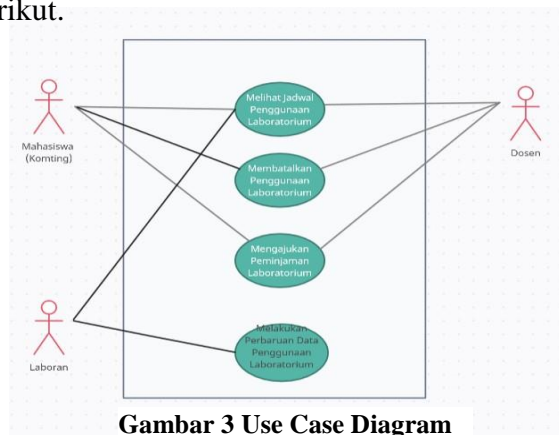 rikut.
Melihat Jadwal
Penggunaan
Laboratorium
Mahasiswa
(Komting)
Dosen
Membatalkan
Penggunaan
Laboratorium
Mengajukan
Peminjaman
Laboratorium
Laboran
Melakukan
Perbaruan Data
Penggunaan
Laboratorium
Gambar 3 Use Case Diagram